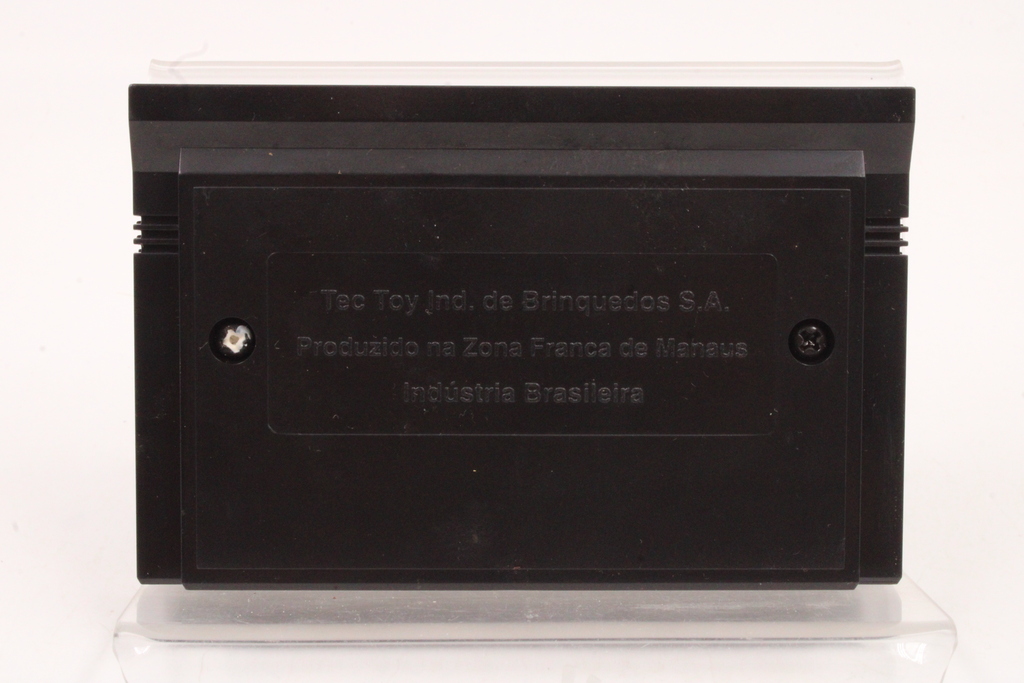 Tec Toy Ind. de Brinquedos S.A.
Produzido na Zona Franca de Manaus
Indústria Brasileira